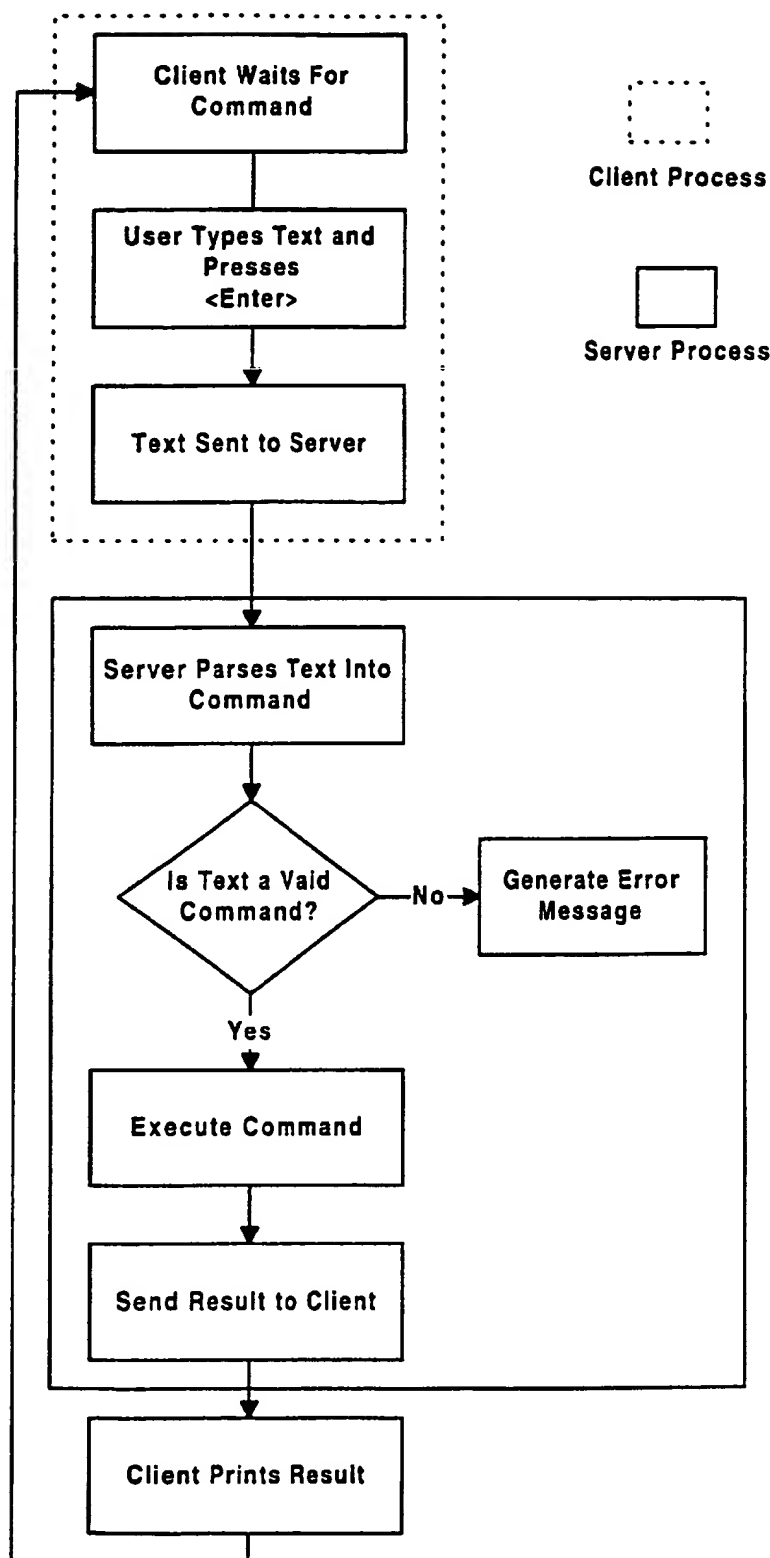 Client Waits For
Command
Client Process
User Types Text and
Presses
<Enter>
Server Process
Text Sent to Server
Server Parses Text Into
Command
Is Text a Vaid
Command?
No
Generate Error
Message
Yes
Execute Command
Send Result to Client
Client Prints Result